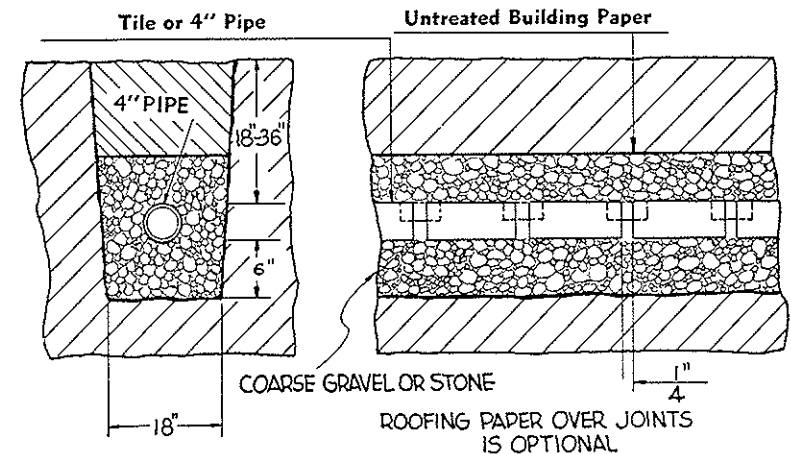 Tile or 4" Pipe
Untreated Building Paper
4" PIPE
18"-36"
6"
18"
COARSE GRAVEL OR STONE
1"
4
ROOFING PAPER OVER JOINTS
IS OPTIONAL